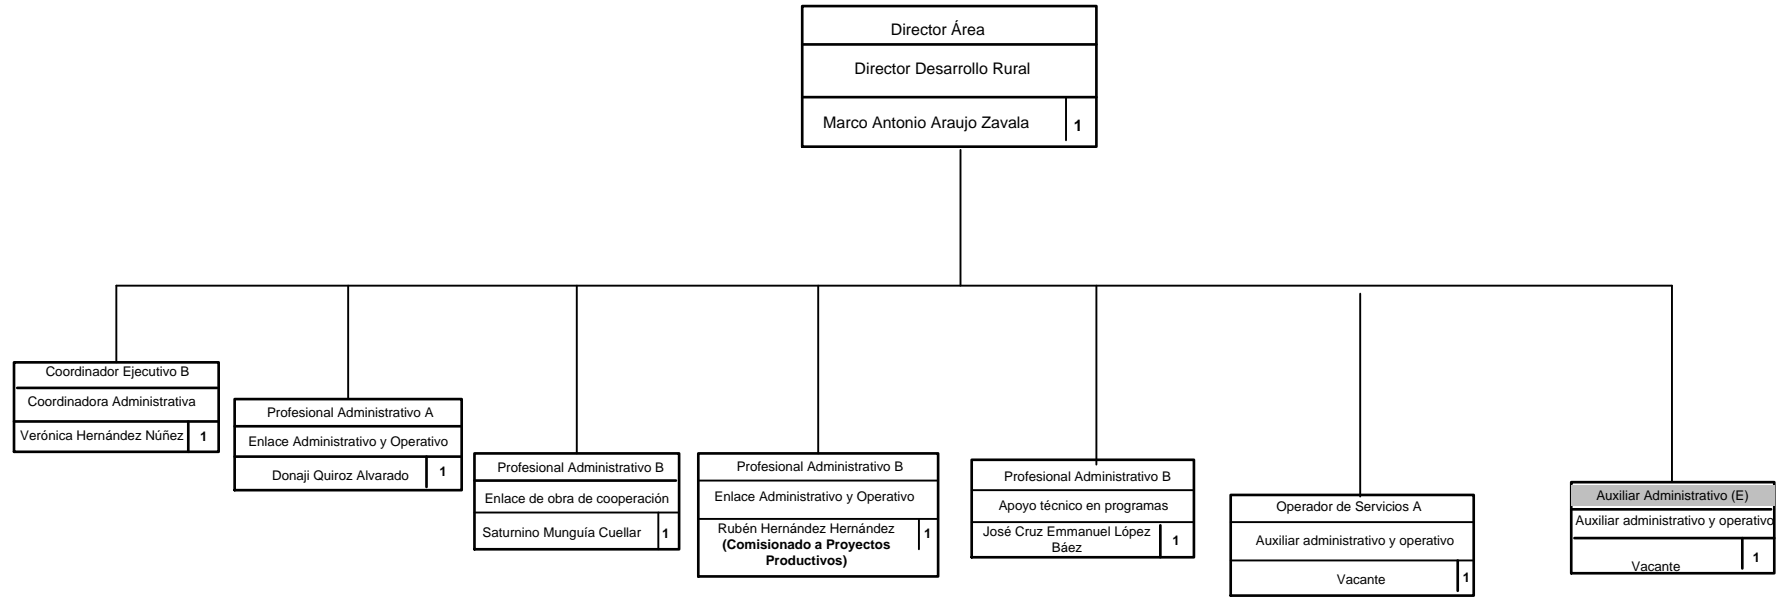 Director Área
Director Desarrollo Rural
Marco Antonio Araujo Zavala
1
Coordinador Ejecutivo B
Coordinadora Administrativa
Verónica Hernández Núñez
1
Profesional Administrativo A
Enlace Administrativo y Operativo
Donaji Quiroz Alvarado
1
Profesional Administrativo B
Enlace de obra de cooperación
Saturnino Munguía Cuellar
1
Profesional Administrativo B
Enlace Administrativo y Operativo
Rubén Hernández Hernández
(Comisionado a Proyectos
Productivos)
1
Profesional Administrativo B
Apoyo técnico en programas
José Cruz Emmanuel López
Báez
1
Operador de Servicios A
Auxiliar administrativo y operativo
Vacante
1
Auxiliar Administrativo (E)
Auxiliar administrativo y operativo
Vacante
1